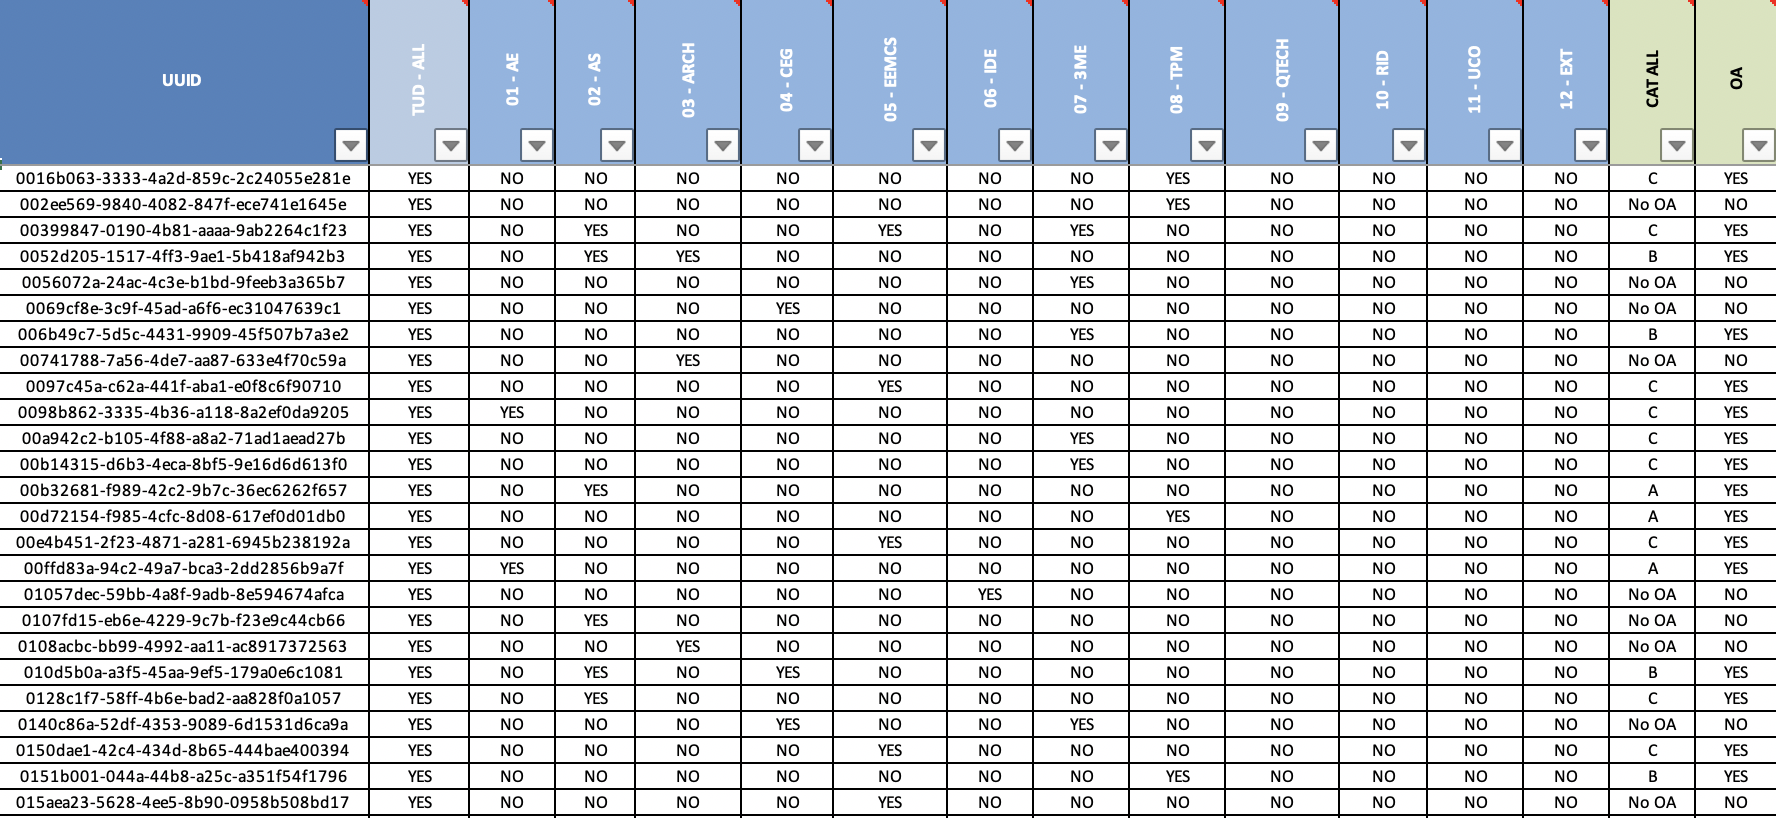 UUID TUD - ALL 01 - AE 02 - AS 03 - ARCH 04 - CEG 05 - EEMCS 06 - IDE 07 - 3ME 08 - TPM 09 - QTECH 10 - RID 11 - UCO 12 - EXT CAT ALL OA
0016b063-3333-4a2d-859c-2c24055e281e YES NO NO NO NO NO NO NO YES NO NO NO NO C YES
002ee569-9840-4082-847f-ece741e1645e YES NO NO NO NO NO NO NO YES NO NO NO NO No OA NO
00399847-0190-4b81-aaaa-9ab2264c1f23 YES NO YES NO NO YES NO YES NO NO NO NO NO C YES
0052d205-1517-4ff3-9ae1-5b418af942b3 YES NO YES YES NO NO NO NO NO NO NO NO NO B YES
0056072a-24ac-4c3e-b1bd-9feeb3a365b7 YES NO NO NO NO NO NO YES NO NO NO NO NO No OA NO
0069cf8e-3c9f-45ad-a6f6-ec31047639c1 YES NO NO NO YES NO NO NO NO NO NO NO NO No OA NO
006b49c7-5d5c-4431-9909-45f507b7a3e2 YES NO NO NO NO NO NO YES NO NO NO NO NO B YES
00741788-7a56-4de7-aa87-633e4f70c59a YES NO NO YES NO NO NO NO NO NO NO NO NO No OA NO
0097c45a-c62a-441f-aba1-e0f8c6f90710 YES NO NO NO NO YES NO NO NO NO NO NO NO C YES
0098b862-3335-4b36-a118-8a2ef0da9205 YES YES NO NO NO NO NO NO NO NO NO NO NO C YES
00a942c2-b105-4f88-a8a2-71ad1aead27b YES NO NO NO NO NO NO YES NO NO NO NO NO C YES
00b14315-d6b3-4eca-8bf5-9e16d6d613f0 YES NO NO NO NO NO NO YES NO NO NO NO NO C YES
00b32681-f989-42c2-9b7c-36ec6262f657 YES NO YES NO NO NO NO NO NO NO NO NO NO A YES
00d72154-f985-4cfc-8d08-617ef0d01db0 YES NO NO NO NO NO NO NO YES NO NO NO NO A YES
00e4b451-2f23-4871-a281-6945b238192a YES NO NO NO NO YES NO NO NO NO NO NO NO C YES
00ffd83a-94c2-49a7-bca3-2dd2856b9a7f YES YES NO NO NO NO NO NO NO NO NO NO NO A YES
01057dec-59bb-4a8f-9adb-8e594674afca YES NO NO NO NO NO YES NO NO NO NO NO NO No OA NO
0107fd15-eb6e-4229-9c7b-f23e9c44cb66 YES NO YES NO NO NO NO NO NO NO NO NO NO No OA NO
0108acbc-bb99-4992-aa11-ac8917372563 YES NO NO YES NO NO NO NO NO NO NO NO NO No OA NO
010d5b0a-a3f5-45aa-9ef5-179a0e6c1081 YES NO YES NO YES NO NO NO NO NO NO NO NO B YES
0128c1f7-58ff-4b6e-bad2-aa828f0a1057 YES NO YES NO NO NO NO NO NO NO NO NO NO C YES
0140c86a-52df-4353-9089-6d1531d6ca9a YES NO NO NO YES NO NO YES NO NO NO NO NO No OA NO
0150dae1-42c4-434d-8b65-444bae400394 YES NO NO NO NO YES NO NO NO NO NO NO NO C YES
0151b001-044a-44b8-a25c-a351f54f1796 YES NO NO NO NO NO NO NO YES NO NO NO NO B YES
015aea23-5628-4ee5-8b90-0958b508bd17 YES NO NO NO NO YES NO NO NO NO NO NO NO No OA NO